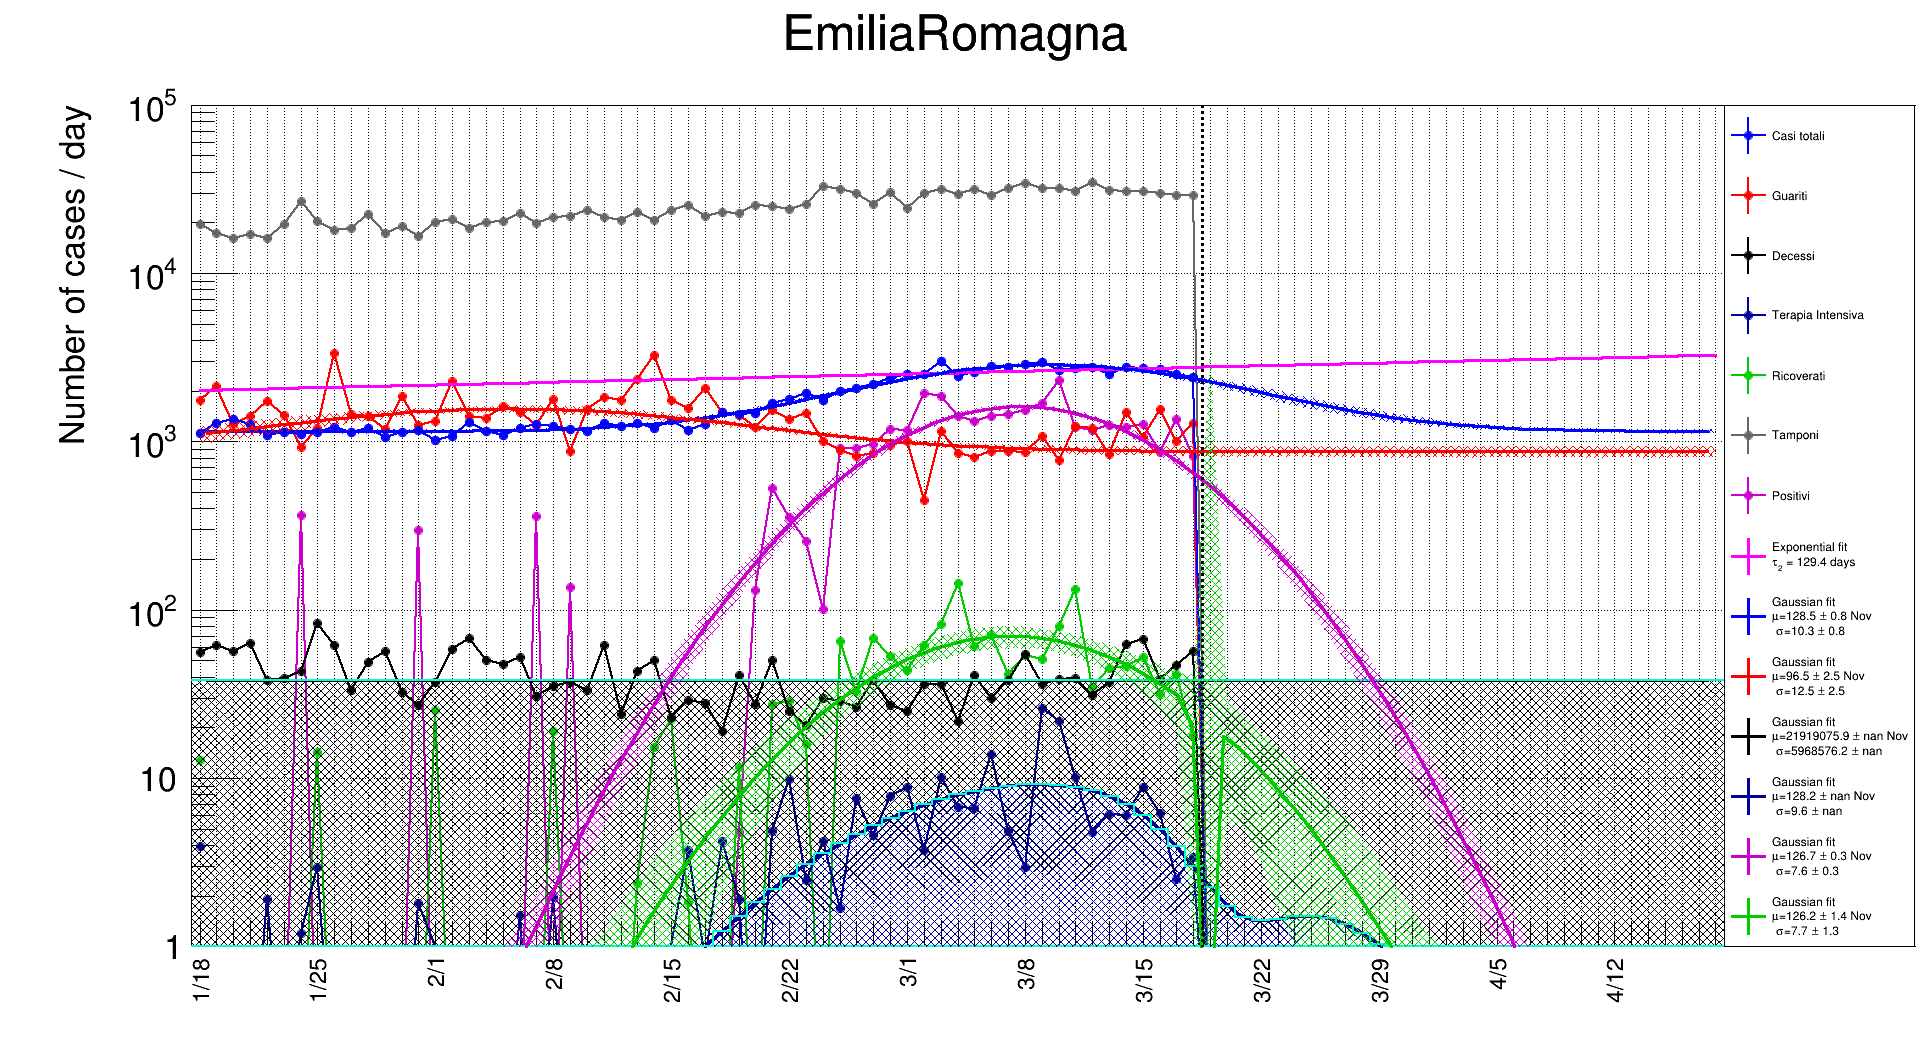 EmiliaRomagna
Number of cases / day
10^5
10^4
10^3
10^2
10
1
1/18
1/25
2/1
2/8
2/15
2/22
3/1
3/8
3/15
3/22
3/29
4/5
4/12
Casi totali
Guariti
Decessi
Terapia Intensiva
Ricoverati
Tamponi
Positivi
Exponential fit
τ_2 = 129.4 days
Gaussian fit
μ=128.5 ± 0.8 Nov
σ=10.3 ± 0.8
Gaussian fit
μ=96.5 ± 2.5 Nov
σ=12.5 ± 2.5
Gaussian fit
μ=21919075.9 ± nan Nov
σ=5968576.2 ± nan
Gaussian fit
μ=128.2 ± nan Nov
σ=9.6 ± nan
Gaussian fit
μ=126.7 ± 0.3 Nov
σ=7.6 ± 0.3
Gaussian fit
μ=126.2 ± 1.4 Nov
σ=7.7 ± 1.3